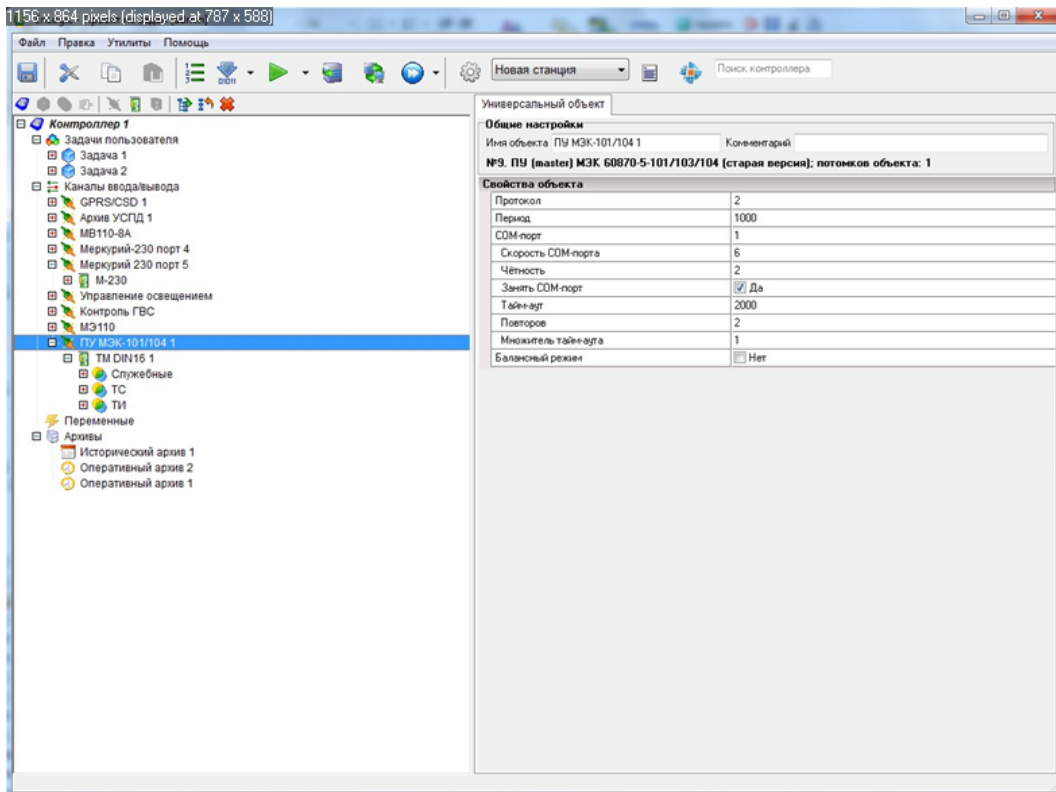 1156 x 864 pixels (displayed at 787 x 588)
Файл Правка Утилиты Помощь
Новая станция
Поиск контроллера
Универсальный объект
Контроллер 1
Задачи пользователя
Задача 1
Задача 2
Каналы ввода/вывода
GPRS/CSD 1
Архив УСПД 1
МВ110-8А
Меркурий-230 порт 4
Меркурий 230 порт 5
М-230
Управление освещением
Контроль ГВС
МЭ110
ПУ МЭК-101/104 1
ТМ DIN16 1
Служебные
ТС
ТИ
Переменные
Архивы
Исторический архив 1
Оперативный архив 2
Оперативный архив 1
Общие настройки
Имя объекта ПУ МЭК-101/104 1 Комментарий
№9. ПУ (master) МЭК 60870-5-101/103/104 (старая версия); потомков объекта: 1
Свойства объекта
Протокол 2
Период 1000
COM-порт 1
Скорость COM-порта 6
Чётность 2
Занять COM-порт Да
Тайм-аут 2000
Повторов 2
Множитель тайм-аута 1
Балансный режим Нет